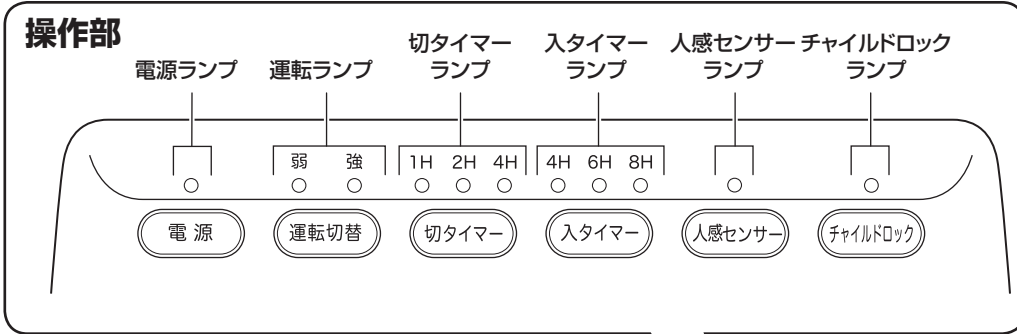 操作部
電源ランプ
運転ランプ
切タイマー
ランプ
入タイマー
ランプ
人感センサー
ランプ
チャイルドロック
ランプ
弱 強
1H 2H 4H
4H 6H 8H
電源
運転切替
切タイマー
入タイマー
人感センサー
チャイルドロック